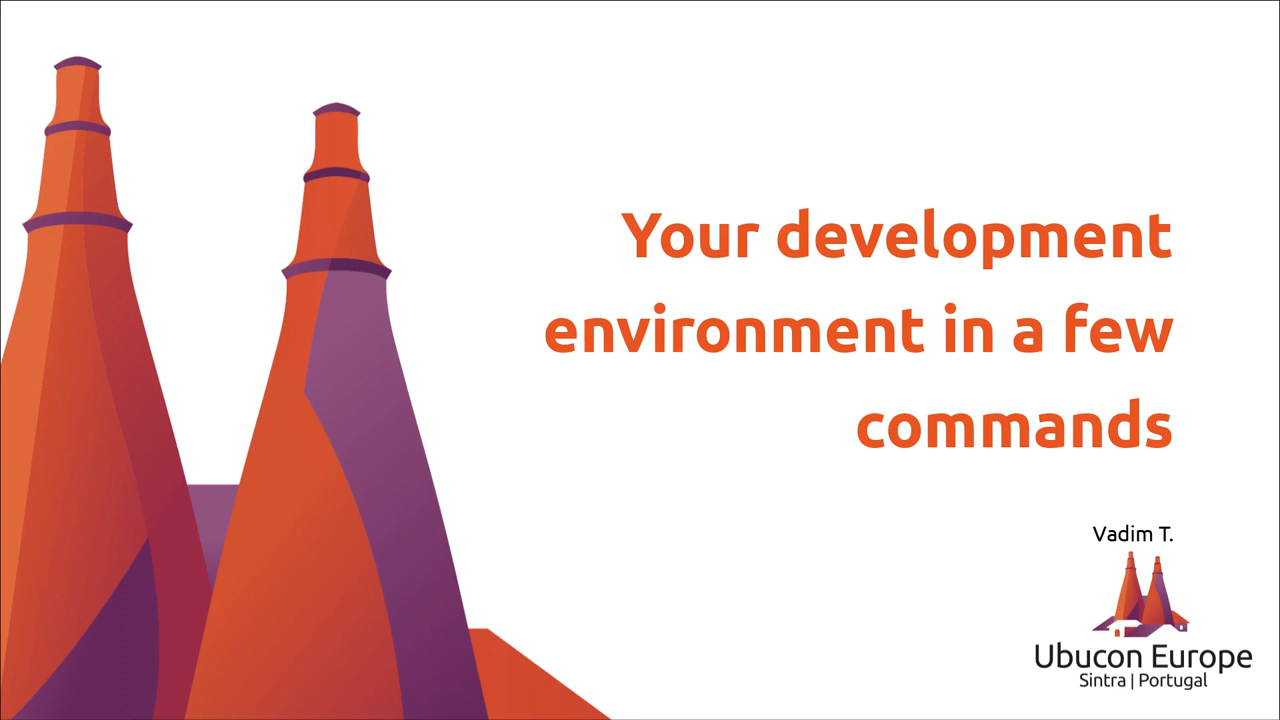 Your development
environment in a few
commands
Vadim T.
Ubucon Europe
Sintra | Portugal